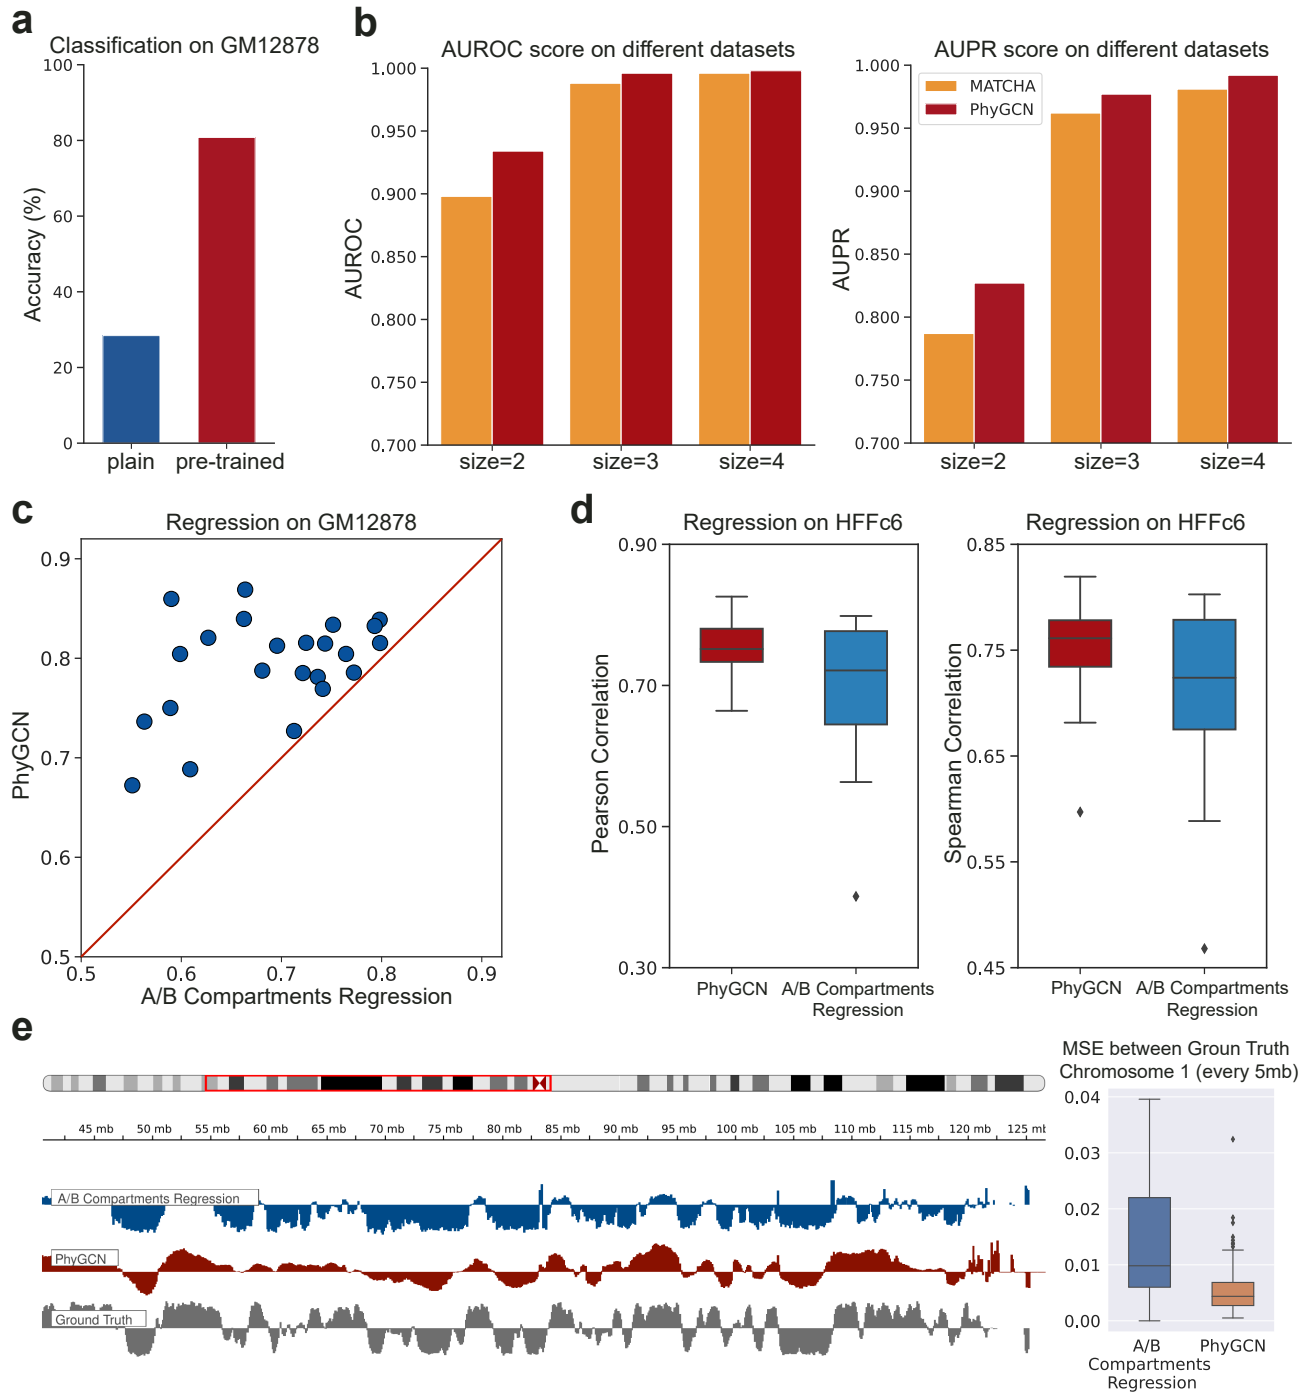 a
Classification on GM12878
Accuracy (%)
100
80
60
40
20
0
plain
pre-trained
b
AUROC score on different datasets
AUROC
1.000
0.950
0.900
0.850
0.800
0.750
0.700
size=2
size=3
size=4
AUPR score on different datasets
AUPR
1.000
0.950
0.900
0.850
0.800
0.750
0.700
MATCHA
PhyGCN
size=2
size=3
size=4
c
Regression on GM12878
PhyGCN
0.9
0.8
0.7
0.6
0.5
0.5
0.6
0.7
0.8
0.9
A/B Compartments Regression
d
Regression on HFFc6
Pearson Correlation
0.90
0.70
0.50
0.30
PhyGCN
A/B Compartments
Regression
Regression on HFFc6
Spearman Correlation
0.85
0.75
0.65
0.55
0.45
PhyGCN
A/B Compartments
Regression
e
45 mb
50 mb
55 mb
60 mb
65 mb
70 mb
75 mb
80 mb
85 mb
90 mb
95 mb
100 mb
105 mb
110 mb
115 mb
120 mb
125 mb
A/B Compartments Regression
PhyGCN
Ground Truth
MSE between Groun Truth
Chromosome 1 (every 5mb)
0.04
0.03
0.02
0.01
0.00
A/B
Compartments
Regression
PhyGCN